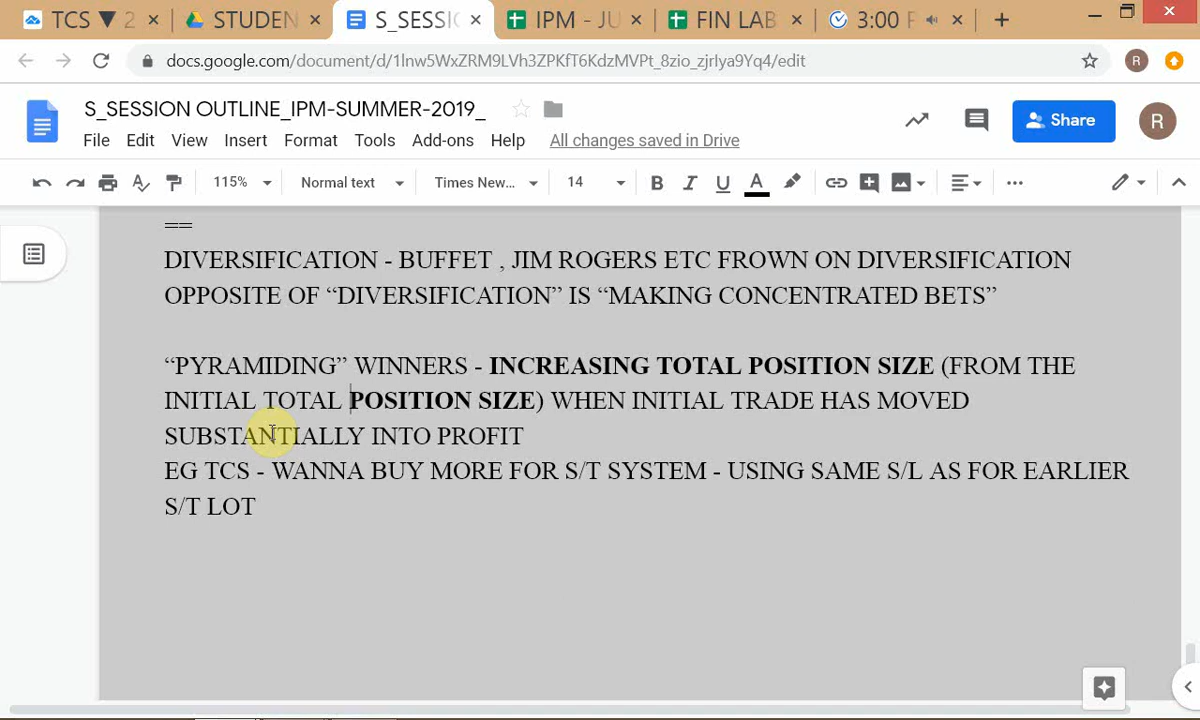 TCS ▼ 2
STUDEN
S_SESSIO
IPM - JU
FIN LAB
3:00 P
docs.google.com/document/d/1lnw5WxZRM9LVh3ZPKfT6KdzMVPt_8zio_zjrIya9Yq4/edit
R
S_SESSION OUTLINE_IPM-SUMMER-2019_
Share
R
File Edit View Insert Format Tools Add-ons Help All changes saved in Drive
115% Normal text Times New... 14 B I U A
==
DIVERSIFICATION - BUFFET , JIM ROGERS ETC FROWN ON DIVERSIFICATION
OPPOSITE OF “DIVERSIFICATION” IS “MAKING CONCENTRATED BETS”
“PYRAMIDING” WINNERS - INCREASING TOTAL POSITION SIZE (FROM THE
INITIAL TOTAL POSITION SIZE) WHEN INITIAL TRADE HAS MOVED
SUBSTANTIALLY INTO PROFIT
EG TCS - WANNA BUY MORE FOR S/T SYSTEM - USING SAME S/L AS FOR EARLIER
S/T LOT